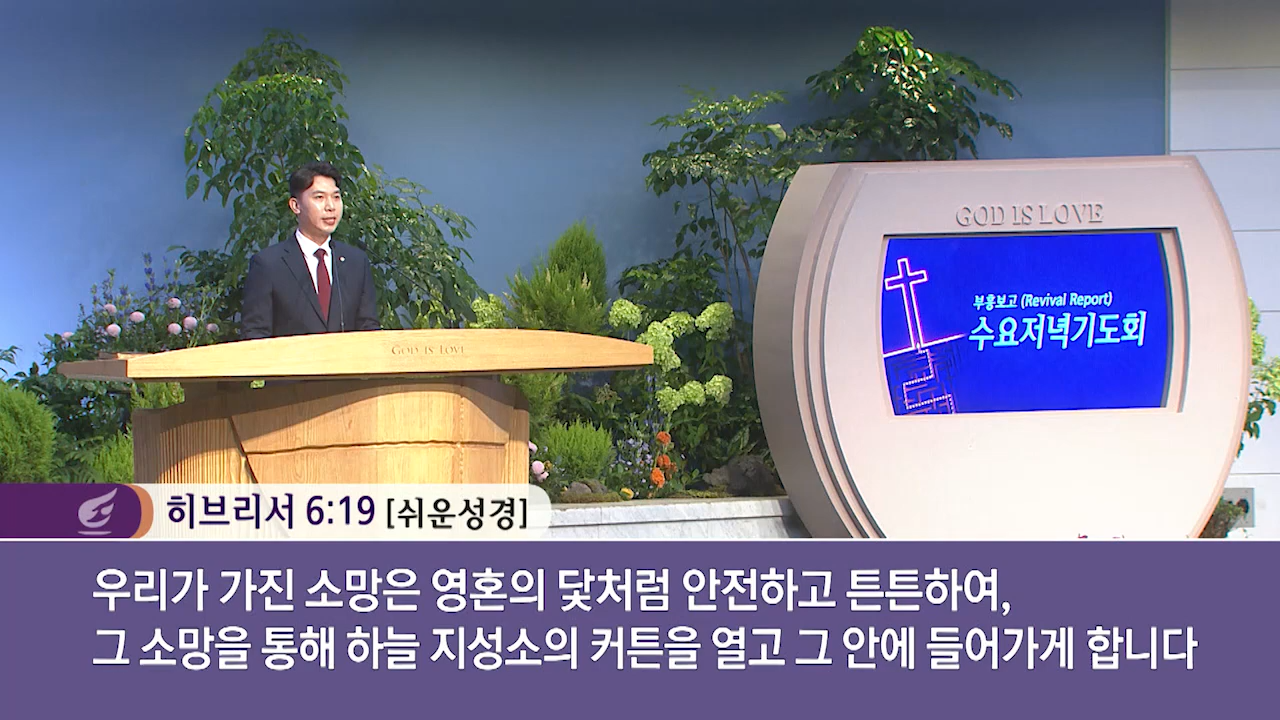 GOD IS LOVE
부흥보고 (Revival Report)
수요저녁기도회
GOD IS LOVE
히브리서 6:19 [쉬운성경]
우리가 가진 소망은 영혼의 닻처럼 안전하고 튼튼하여,
그 소망을 통해 하늘 지성소의 커튼을 열고 그 안에 들어가게 합니다